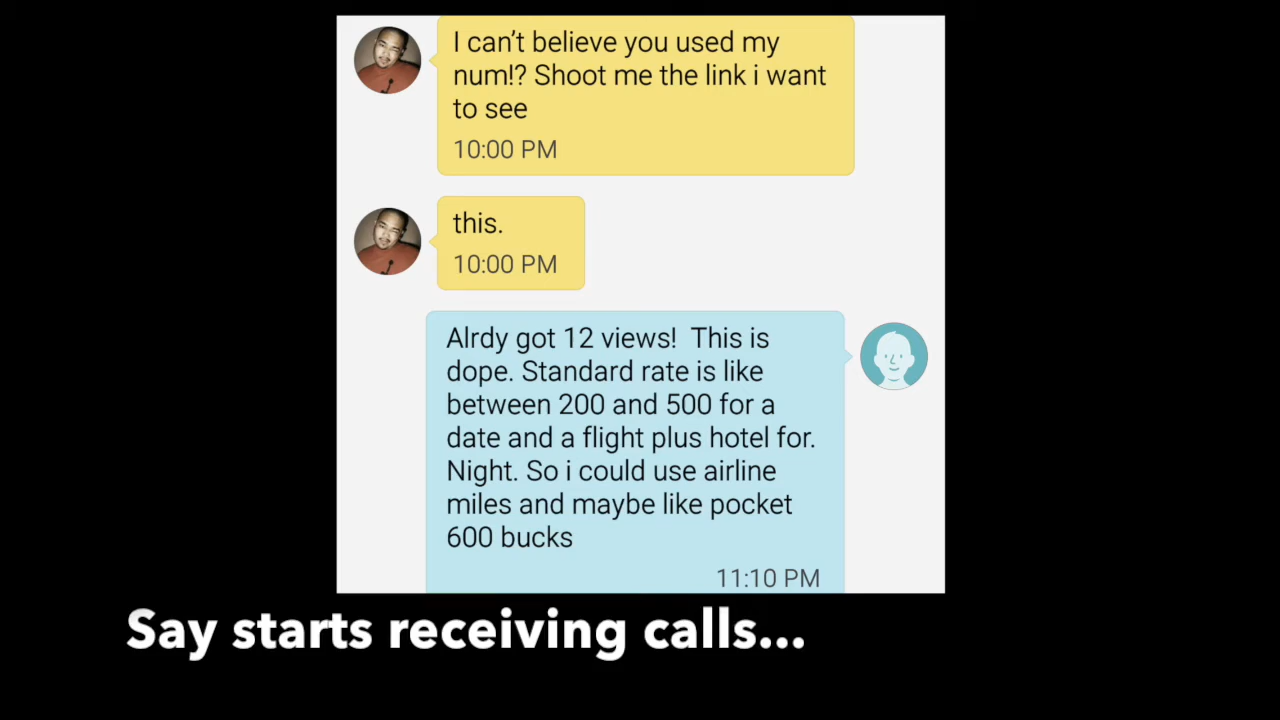 I can't believe you used my
num!? Shoot me the link i want
to see
10:00 PM
this.
10:00 PM
Alrdy got 12 views!  This is
dope. Standard rate is like
between 200 and 500 for a
date and a flight plus hotel for.
Night. So i could use airline
miles and maybe like pocket
600 bucks
11:10 PM
Say starts receiving calls...